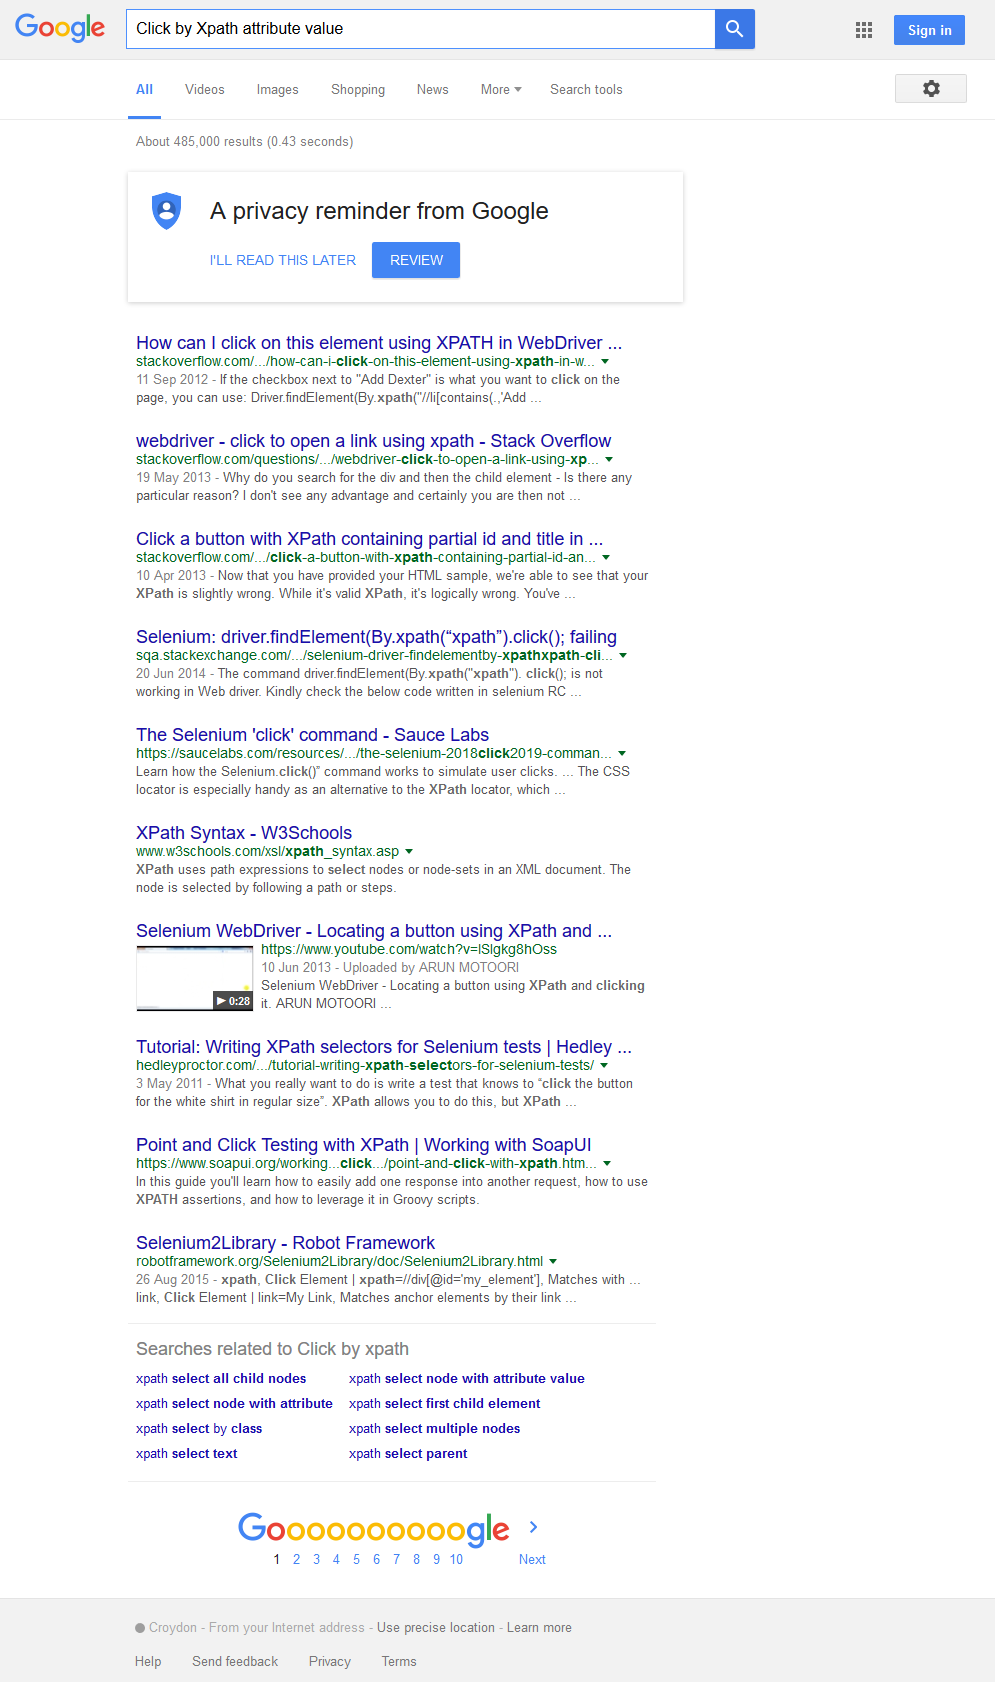 Google
Click by Xpath attribute value
Sign in
All Videos Images Shopping News More Search tools
About 485,000 results (0.43 seconds)
A privacy reminder from Google
I'LL READ THIS LATER REVIEW
How can I click on this element using XPATH in WebDriver ...
stackoverflow.com/.../how-can-i-click-on-this-element-using-xpath-in-w...
11 Sep 2012 - If the checkbox next to "Add Dexter" is what you want to click on the
page, you can use: Driver.findElement(By.xpath("//li[contains(.,'Add ...
webdriver - click to open a link using xpath - Stack Overflow
stackoverflow.com/questions/.../webdriver-click-to-open-a-link-using-xp...
19 May 2013 - Why do you search for the div and then the child element - Is there any
particular reason? I don't see any advantage and certainly you are then not ...
Click a button with XPath containing partial id and title in ...
stackoverflow.com/.../click-a-button-with-xpath-containing-partial-id-an...
10 Apr 2013 - Now that you have provided your HTML sample, we're able to see that your
XPath is slightly wrong. While it's valid XPath, it's logically wrong. You've ...
Selenium: driver.findElement(By.xpath(“xpath”).click(); failing
sqa.stackexchange.com/.../selenium-driver-findelementby-xpathxpath-cli...
20 Jun 2014 - The command driver.findElement(By.xpath("xpath"). click(); is not
working in Web driver. Kindly check the below code written in selenium RC ...
The Selenium 'click' command - Sauce Labs
https://saucelabs.com/resources/.../the-selenium-2018click2019-comman...
Learn how the Selenium.click()” command works to simulate user clicks. ... The CSS
locator is especially handy as an alternative to the XPath locator, which ...
XPath Syntax - W3Schools
www.w3schools.com/xsl/xpath_syntax.asp
XPath uses path expressions to select nodes or node-sets in an XML document. The
node is selected by following a path or steps.
Selenium WebDriver - Locating a button using XPath and ...
https://www.youtube.com/watch?v=lSlgkg8hOss
10 Jun 2013 - Uploaded by ARUN MOTOORI
Selenium WebDriver - Locating a button using XPath and clicking
0:28 it. ARUN MOTOORI ...
Tutorial: Writing XPath selectors for Selenium tests | Hedley ...
hedleyproctor.com/.../tutorial-writing-xpath-selectors-for-selenium-tests/
3 May 2011 - What you really want to do is write a test that knows to “click the button
for the white shirt in regular size”. XPath allows you to do this, but XPath ...
Point and Click Testing with XPath | Working with SoapUI
https://www.soapui.org/working...click.../point-and-click-with-xpath.htm...
In this guide you'll learn how to easily add one response into another request, how to use
XPATH assertions, and how to leverage it in Groovy scripts.
Selenium2Library - Robot Framework
robotframework.org/Selenium2Library/doc/Selenium2Library.html
26 Aug 2015 - xpath, Click Element | xpath=//div[@id='my_element'], Matches with ...
link, Click Element | link=My Link, Matches anchor elements by their link ...
Searches related to Click by xpath
xpath select all child nodes xpath select node with attribute value
xpath select node with attribute xpath select first child element
xpath select by class xpath select multiple nodes
xpath select text xpath select parent
Goooooooooogle
1 2 3 4 5 6 7 8 9 10 Next
Croydon - From your Internet address - Use precise location - Learn more
Help Send feedback Privacy Terms